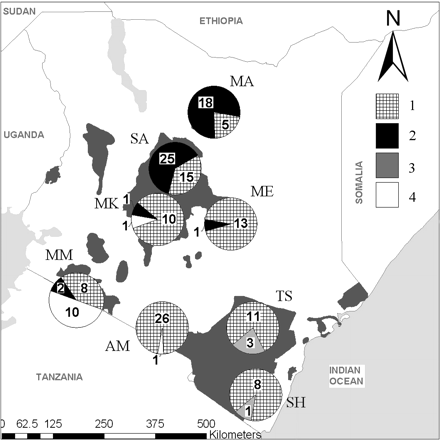 SUDAN
ETHIOPIA
N
MA
18
5
1
2
3
4
UGANDA
SA
25
15
SOMALIA
MK
1
10
1
ME
13
1
MM
2
8
10
TS
11
3
AM
26
1
TANZANIA
8
1
SH
INDIAN
OCEAN
0 62.5 125 250 375 500
Kilometers